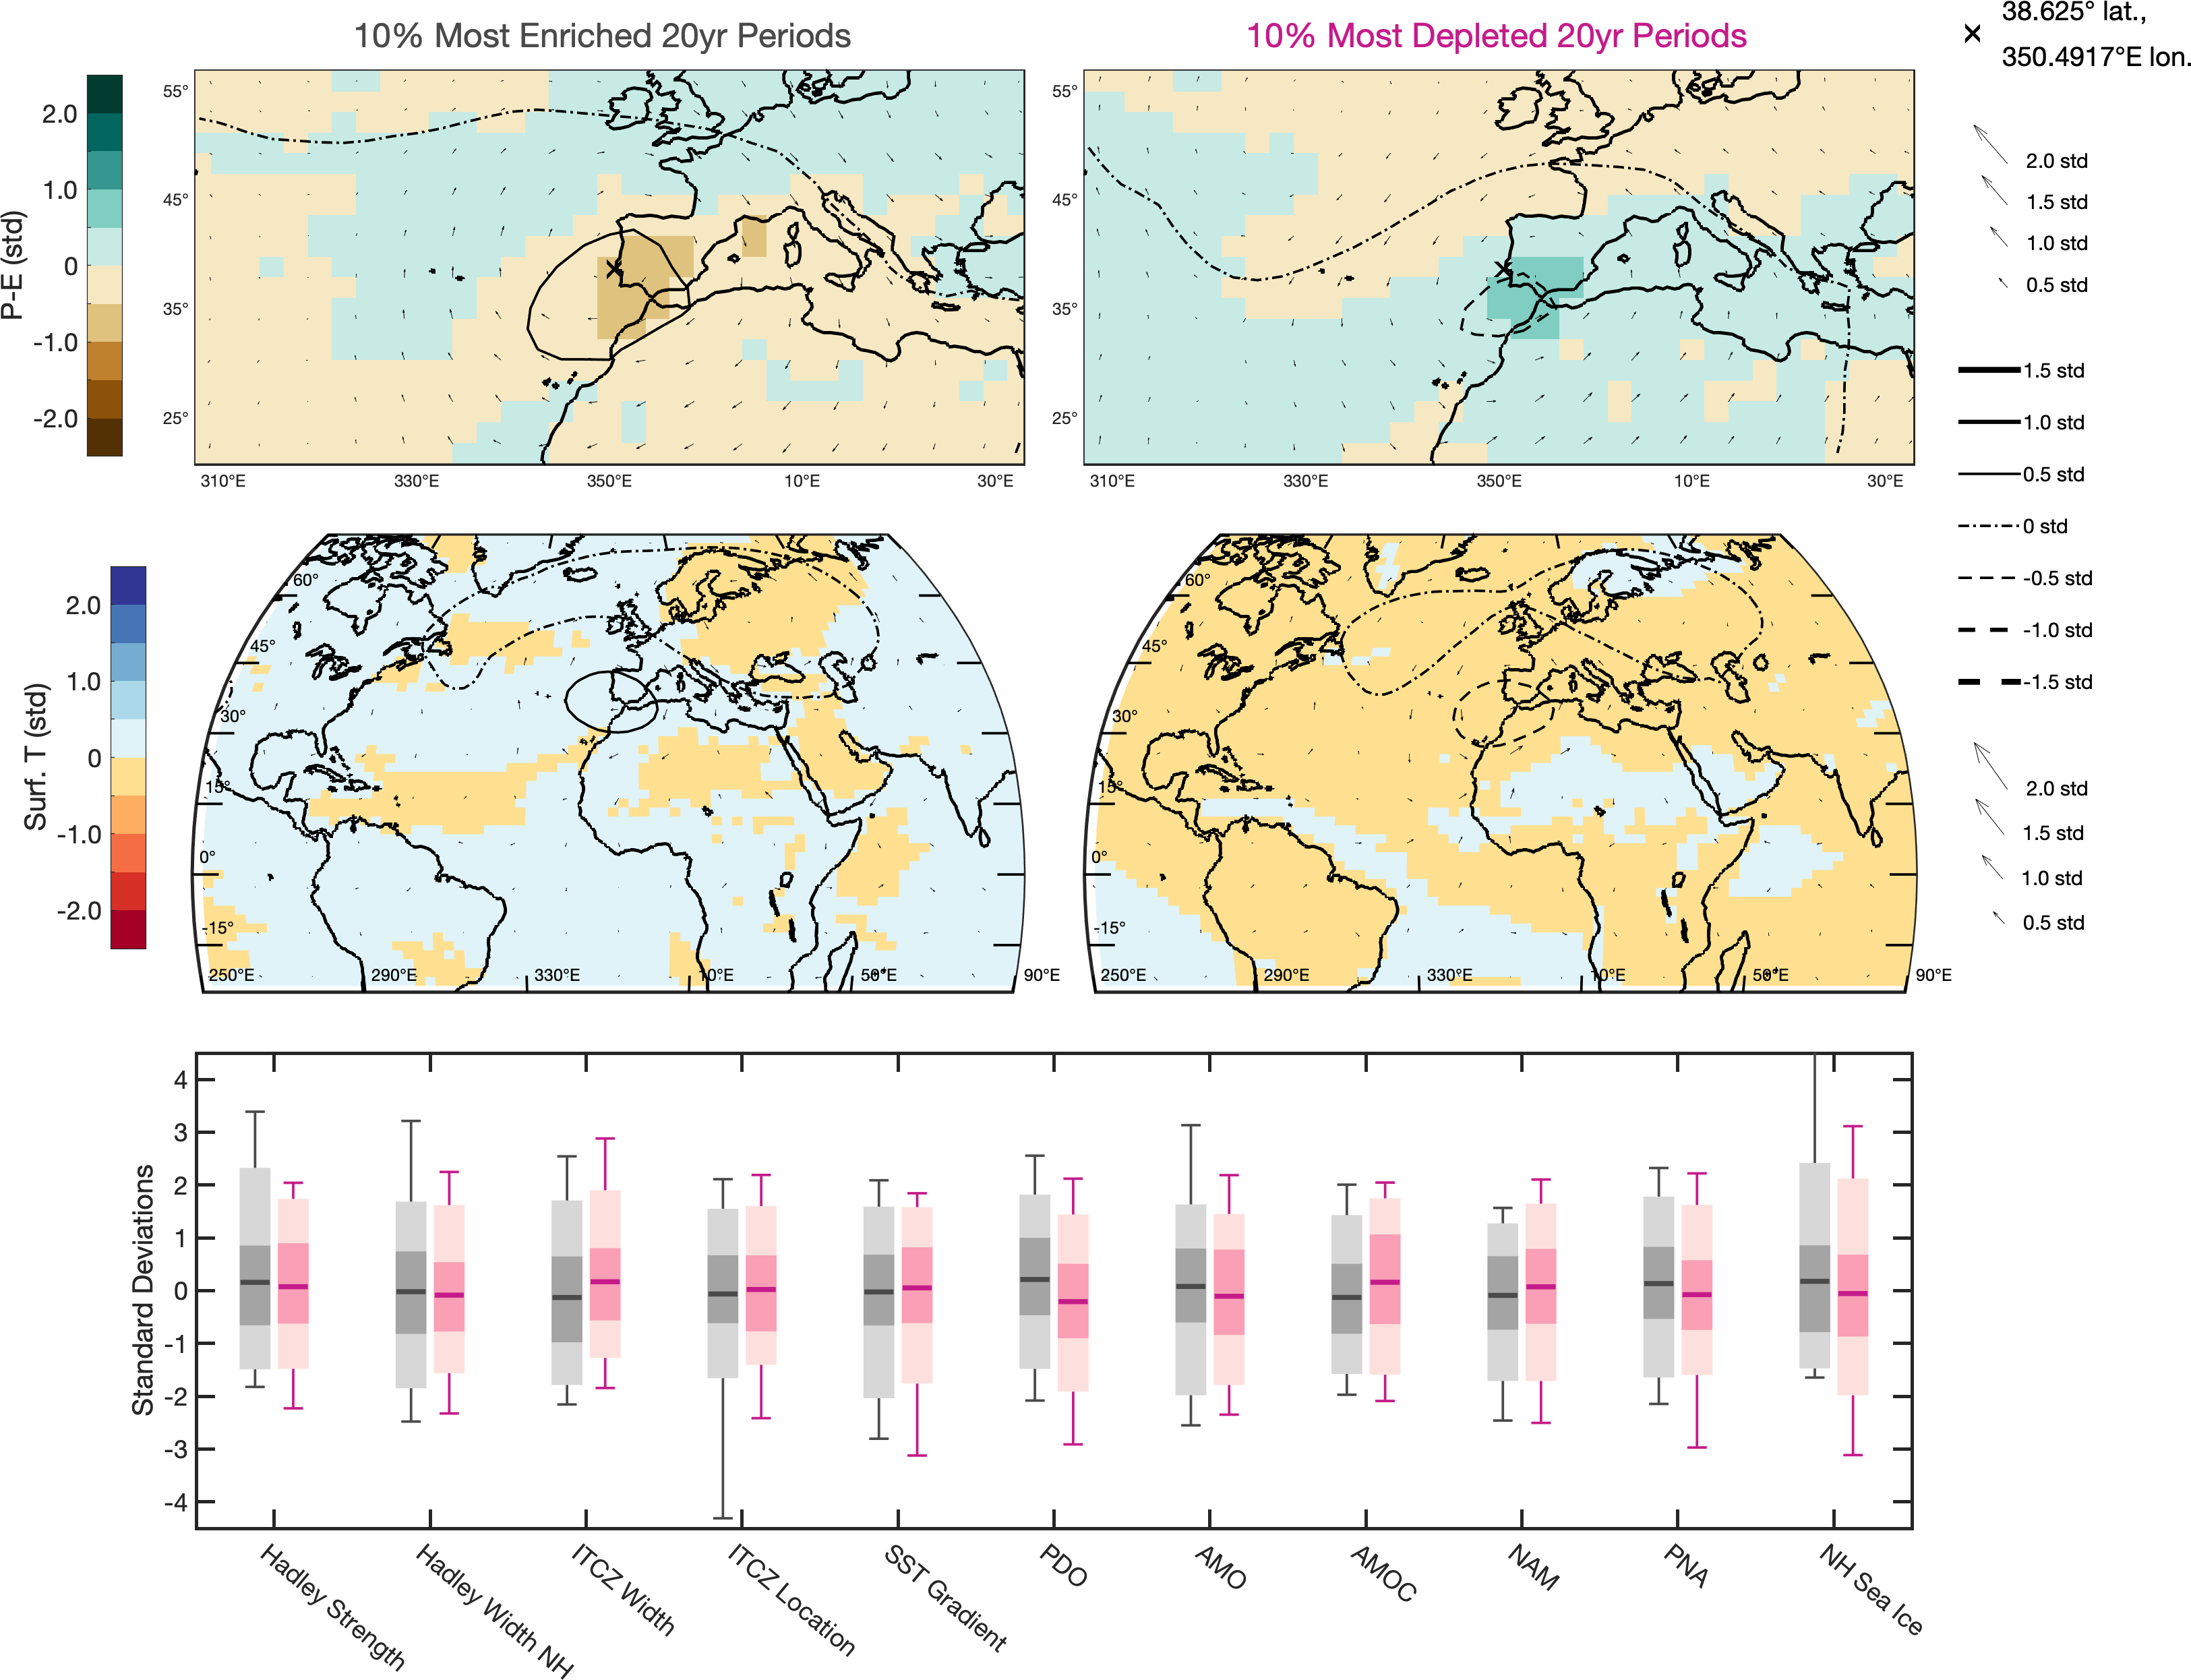 10% Most Enriched 20yr Periods
10% Most Depleted 20yr Periods
38.625° lat.,
350.4917°E lon.
P-E (std)
2.0
1.0
0
-1.0
-2.0
55°
45°
35°
25°
310°E
330°E
350°E
10°E
30°E
55°
45°
35°
25°
310°E
330°E
350°E
10°E
30°E
2.0 std
1.5 std
1.0 std
0.5 std
1.5 std
1.0 std
0.5 std
0 std
-0.5 std
-1.0 std
-1.5 std
Surf. T (std)
2.0
1.0
0
-1.0
-2.0
60°
45°
30°
15°
0°
-15°
250°E
290°E
330°E
10°E
50°E
90°E
60°
45°
30°
15°
0°
-15°
250°E
290°E
330°E
10°E
50°E
90°E
2.0 std
1.5 std
1.0 std
0.5 std
Standard Deviations
4
3
2
1
0
-1
-2
-3
-4
Hadley Strength
Hadley Width NH
ITCZ Width
ITCZ Location
SST Gradient
PDO
AMO
AMOC
NAM
PNA
NH Sea Ice